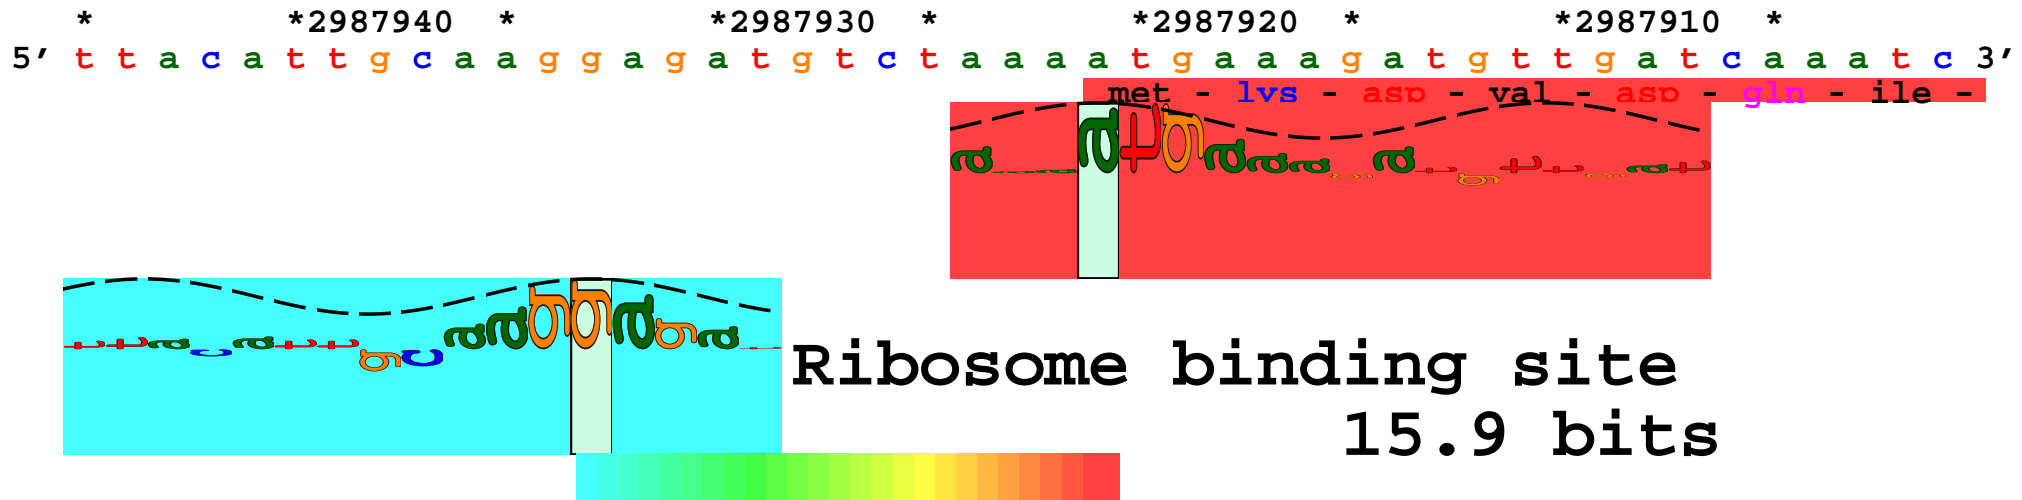 * *2987940 * *2987930 * *2987920 * *2987910 *
5' t t a c a t t g c a a g g a g a t g t c t a a a a t g a a a g a t g t t g a t c a a a t c 3'
met - lys - asp - val - asp - gln - ile -
a a a a t g a a a g a t g t t g a t
t t a c a t t g c a a g g a g a t
Ribosome binding site
15.9 bits